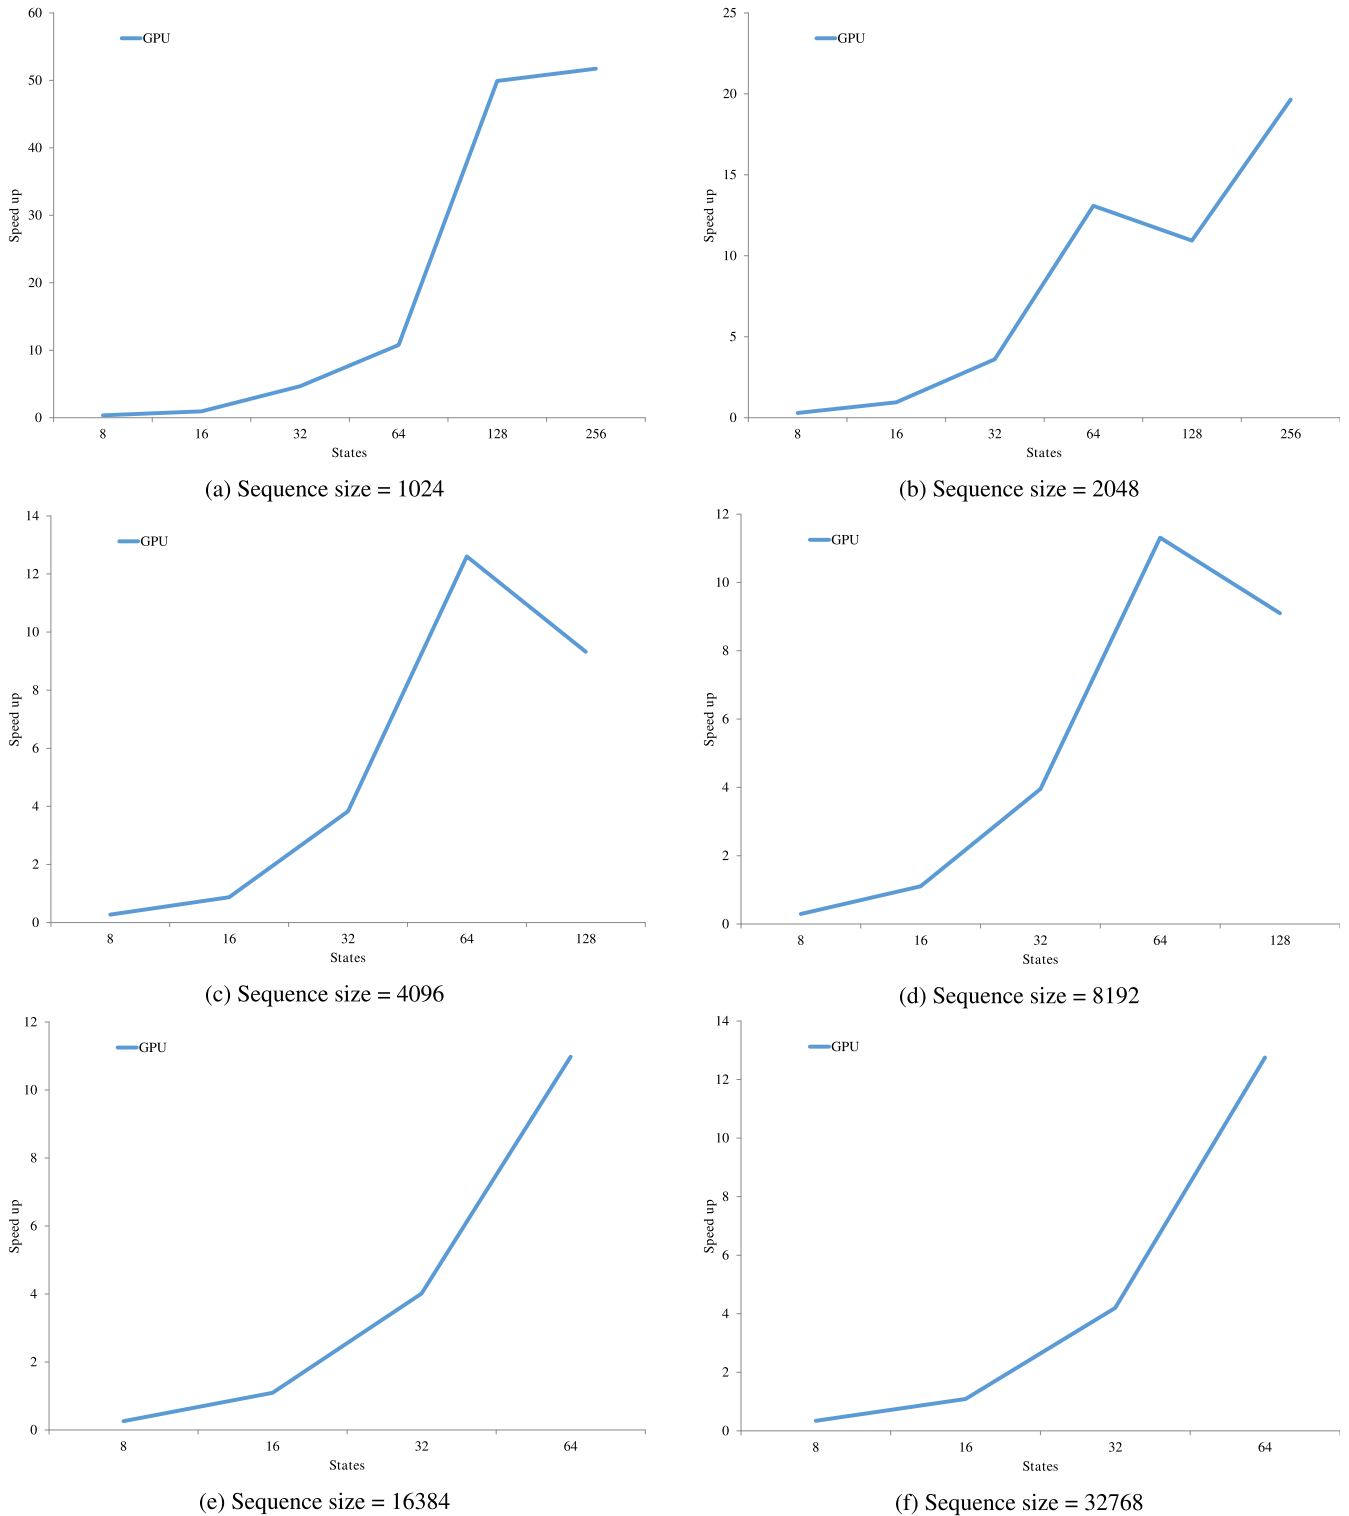 60
50
40
30
20
10
0
GPU
Speed up
8 16 32 64 128 256
States
(a) Sequence size = 1024
25
20
15
10
5
0
GPU
Speed up
8 16 32 64 128 256
States
(b) Sequence size = 2048
14
12
10
8
6
4
2
0
GPU
Speed up
8 16 32 64 128
States
(c) Sequence size = 4096
12
10
8
6
4
2
0
GPU
Speed up
8 16 32 64 128
States
(d) Sequence size = 8192
12
10
8
6
4
2
0
GPU
Speed up
8 16 32 64
States
(e) Sequence size = 16384
14
12
10
8
6
4
2
0
GPU
Speed up
8 16 32 64
States
(f) Sequence size = 32768